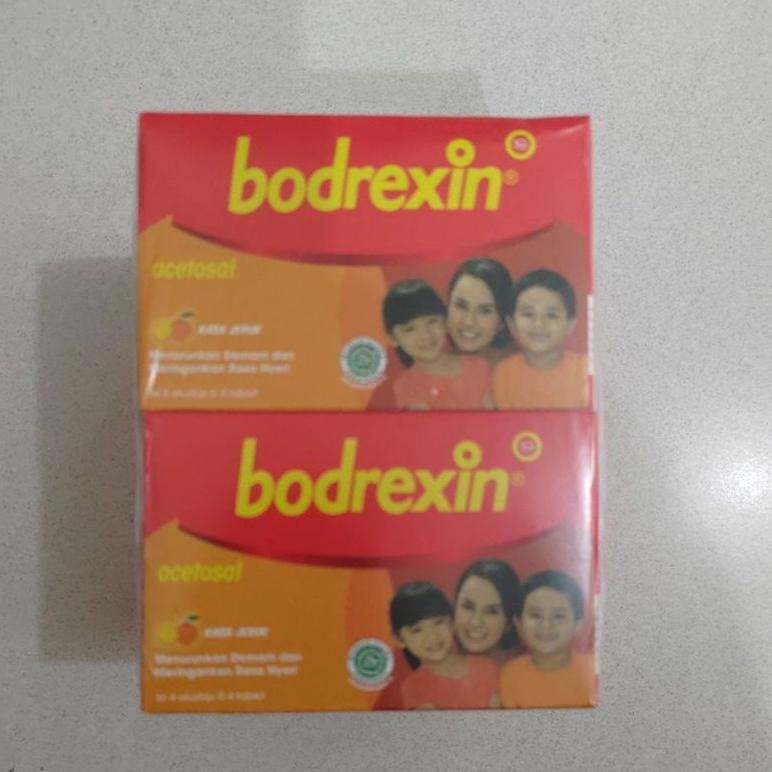 bodrexin®
acetosal
RASA JERUK
Menurunkan Demam dan
Meringankan Rasa Nyeri
bodrexin®
acetosal
RASA JERUK
Menurunkan Demam dan
Meringankan Rasa Nyeri